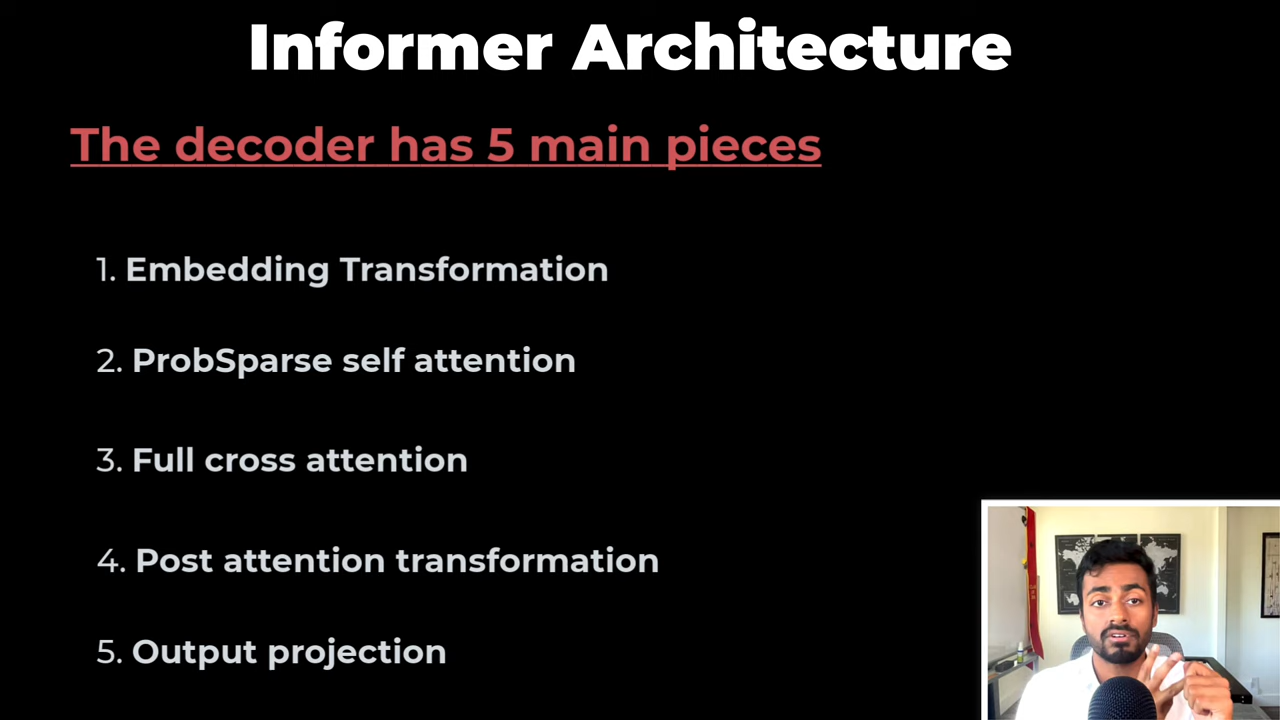 Informer Architecture
The decoder has 5 main pieces
1. Embedding Transformation
2. ProbSparse self attention
3. Full cross attention
4. Post attention transformation
5. Output projection